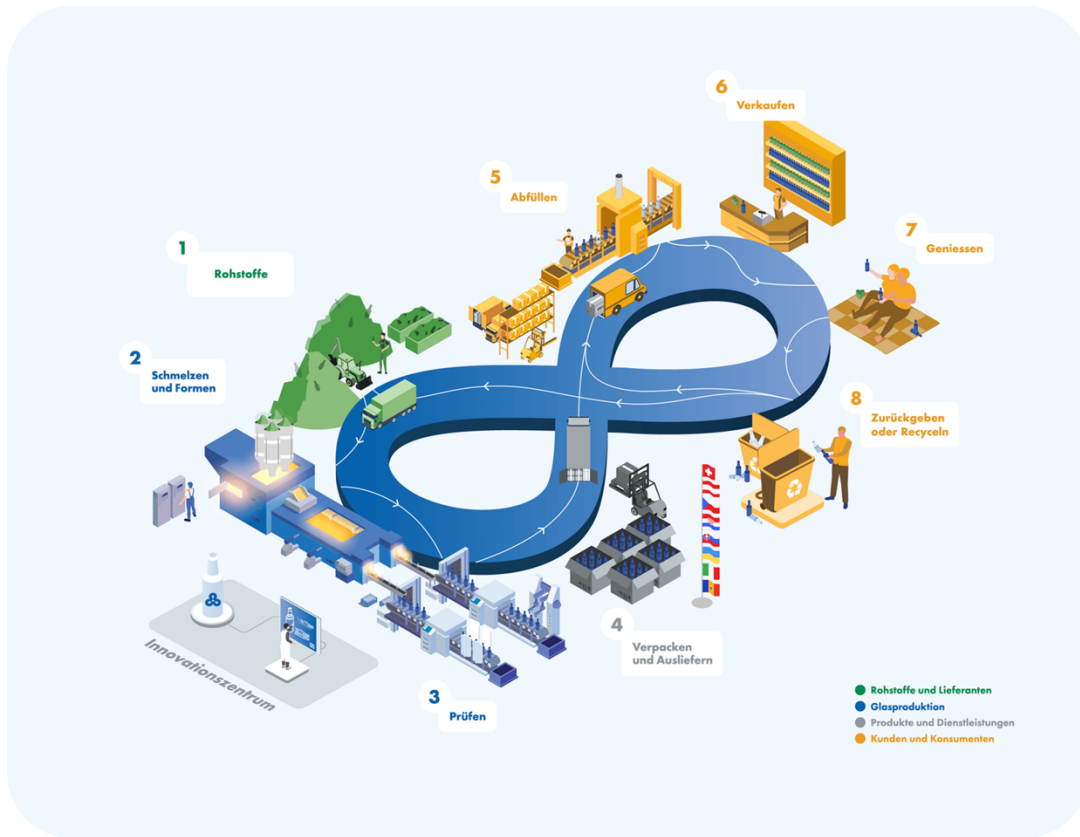 1
Rohstoffe
2
Schmelzen
und Formen
3
Prüfen
4
Verpacken
und Ausliefern
5
Abfüllen
6
Verkaufen
7
Geniessen
8
Zurückgeben
oder Recyceln
Innovationszentrum
Rohstoffe und Lieferanten
Glasproduktion
Produkte und Dienstleistungen
Kunden und Konsumenten